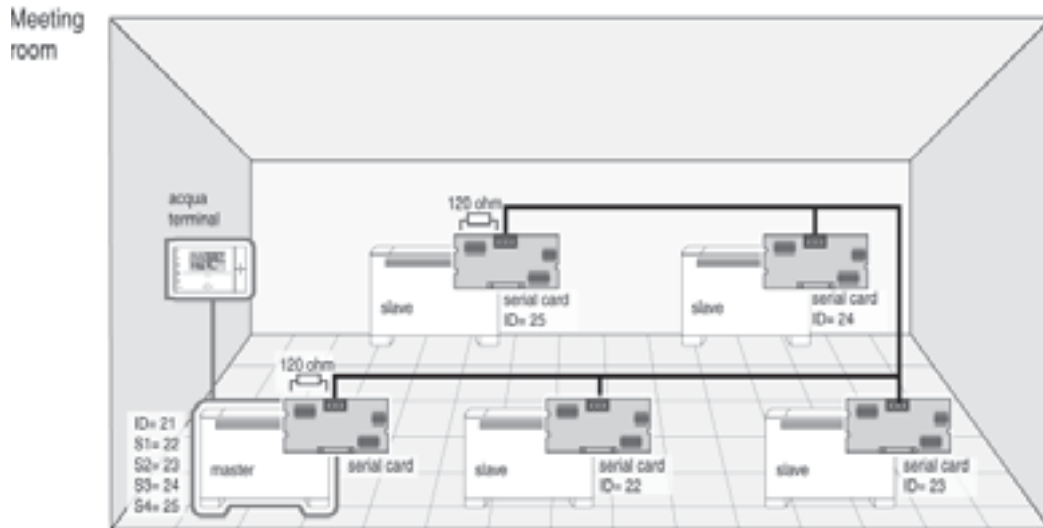 Meeting
room
acqua
terminal
120 ohm
slave
serial card
ID= 25
slave
serial card
ID= 24
120 ohm
ID= 21
S1= 22
S2= 23
S3= 24
S4= 25
master
serial card
slave
serial card
ID= 22
slave
serial card
ID= 23